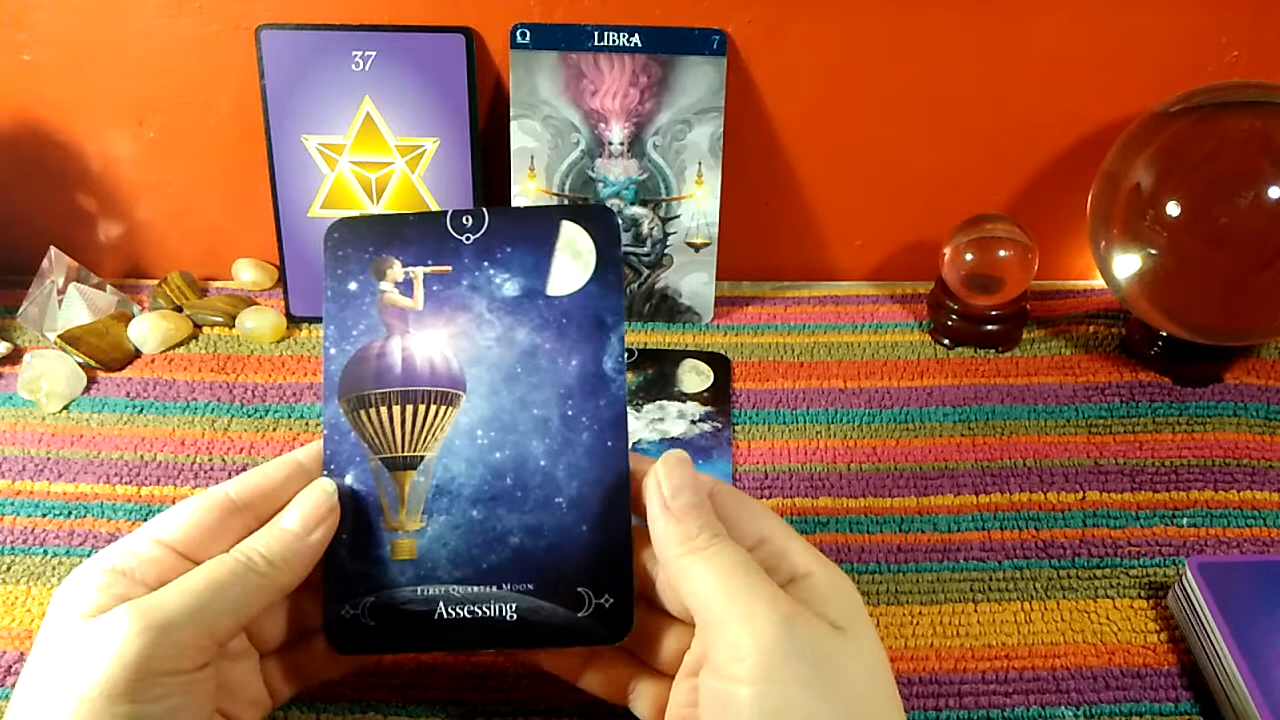 37
♎ LIBRA 7
9
First Quarter Moon
Assessing